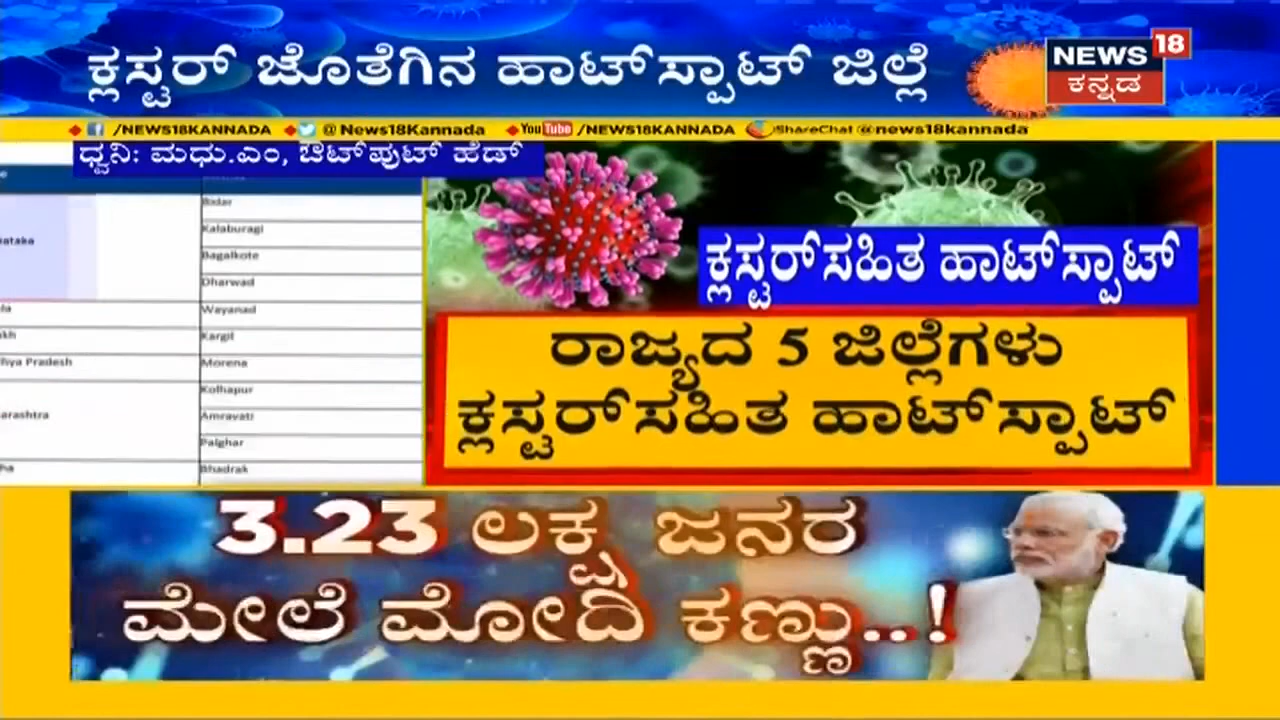 ಕ್ಲಸ್ಟರ್ ಜೊತೆಗಿನ ಹಾಟ್‌ಸ್ಪಾಟ್ ಜಿಲ್ಲೆ
NEWS 18
ಕನ್ನಡ
/NEWS18KANNADA @News18Kannada YouTube /NEWS18KANNADA ShareChat @news18kannada
ಧ್ವನಿ: ಮಧು.ಎಂ, ಔಟ್‌ಪುಟ್ ಹೆಡ್
Bidar
Kalaburagi
Bagalkote
Dharwad
Wayanad
Kargil
Pradesh Morena
Kolhapur
Amravati
Palghar
Bhadrak
ಕ್ಲಸ್ಟರ್‌ಸಹಿತ ಹಾಟ್‌ಸ್ಪಾಟ್
ರಾಜ್ಯದ 5 ಜಿಲ್ಲೆಗಳು
ಕ್ಲಸ್ಟರ್‌ಸಹಿತ ಹಾಟ್‌ಸ್ಪಾಟ್
3.23 ಲಕ್ಷ ಜನರ
ಮೇಲೆ ಮೋದಿ ಕಣ್ಣು..!